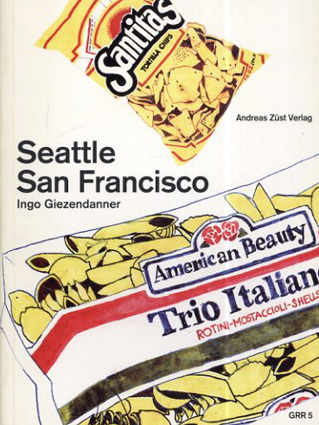 Santitas
TORTILLA CHIPS
Andreas Züst Verlag
Seattle
San Francisco
Ingo Giezendanner
American Beauty
Trio Italiano
ROTINI-MOSTACCIOLI-SHELLS
GRR 5